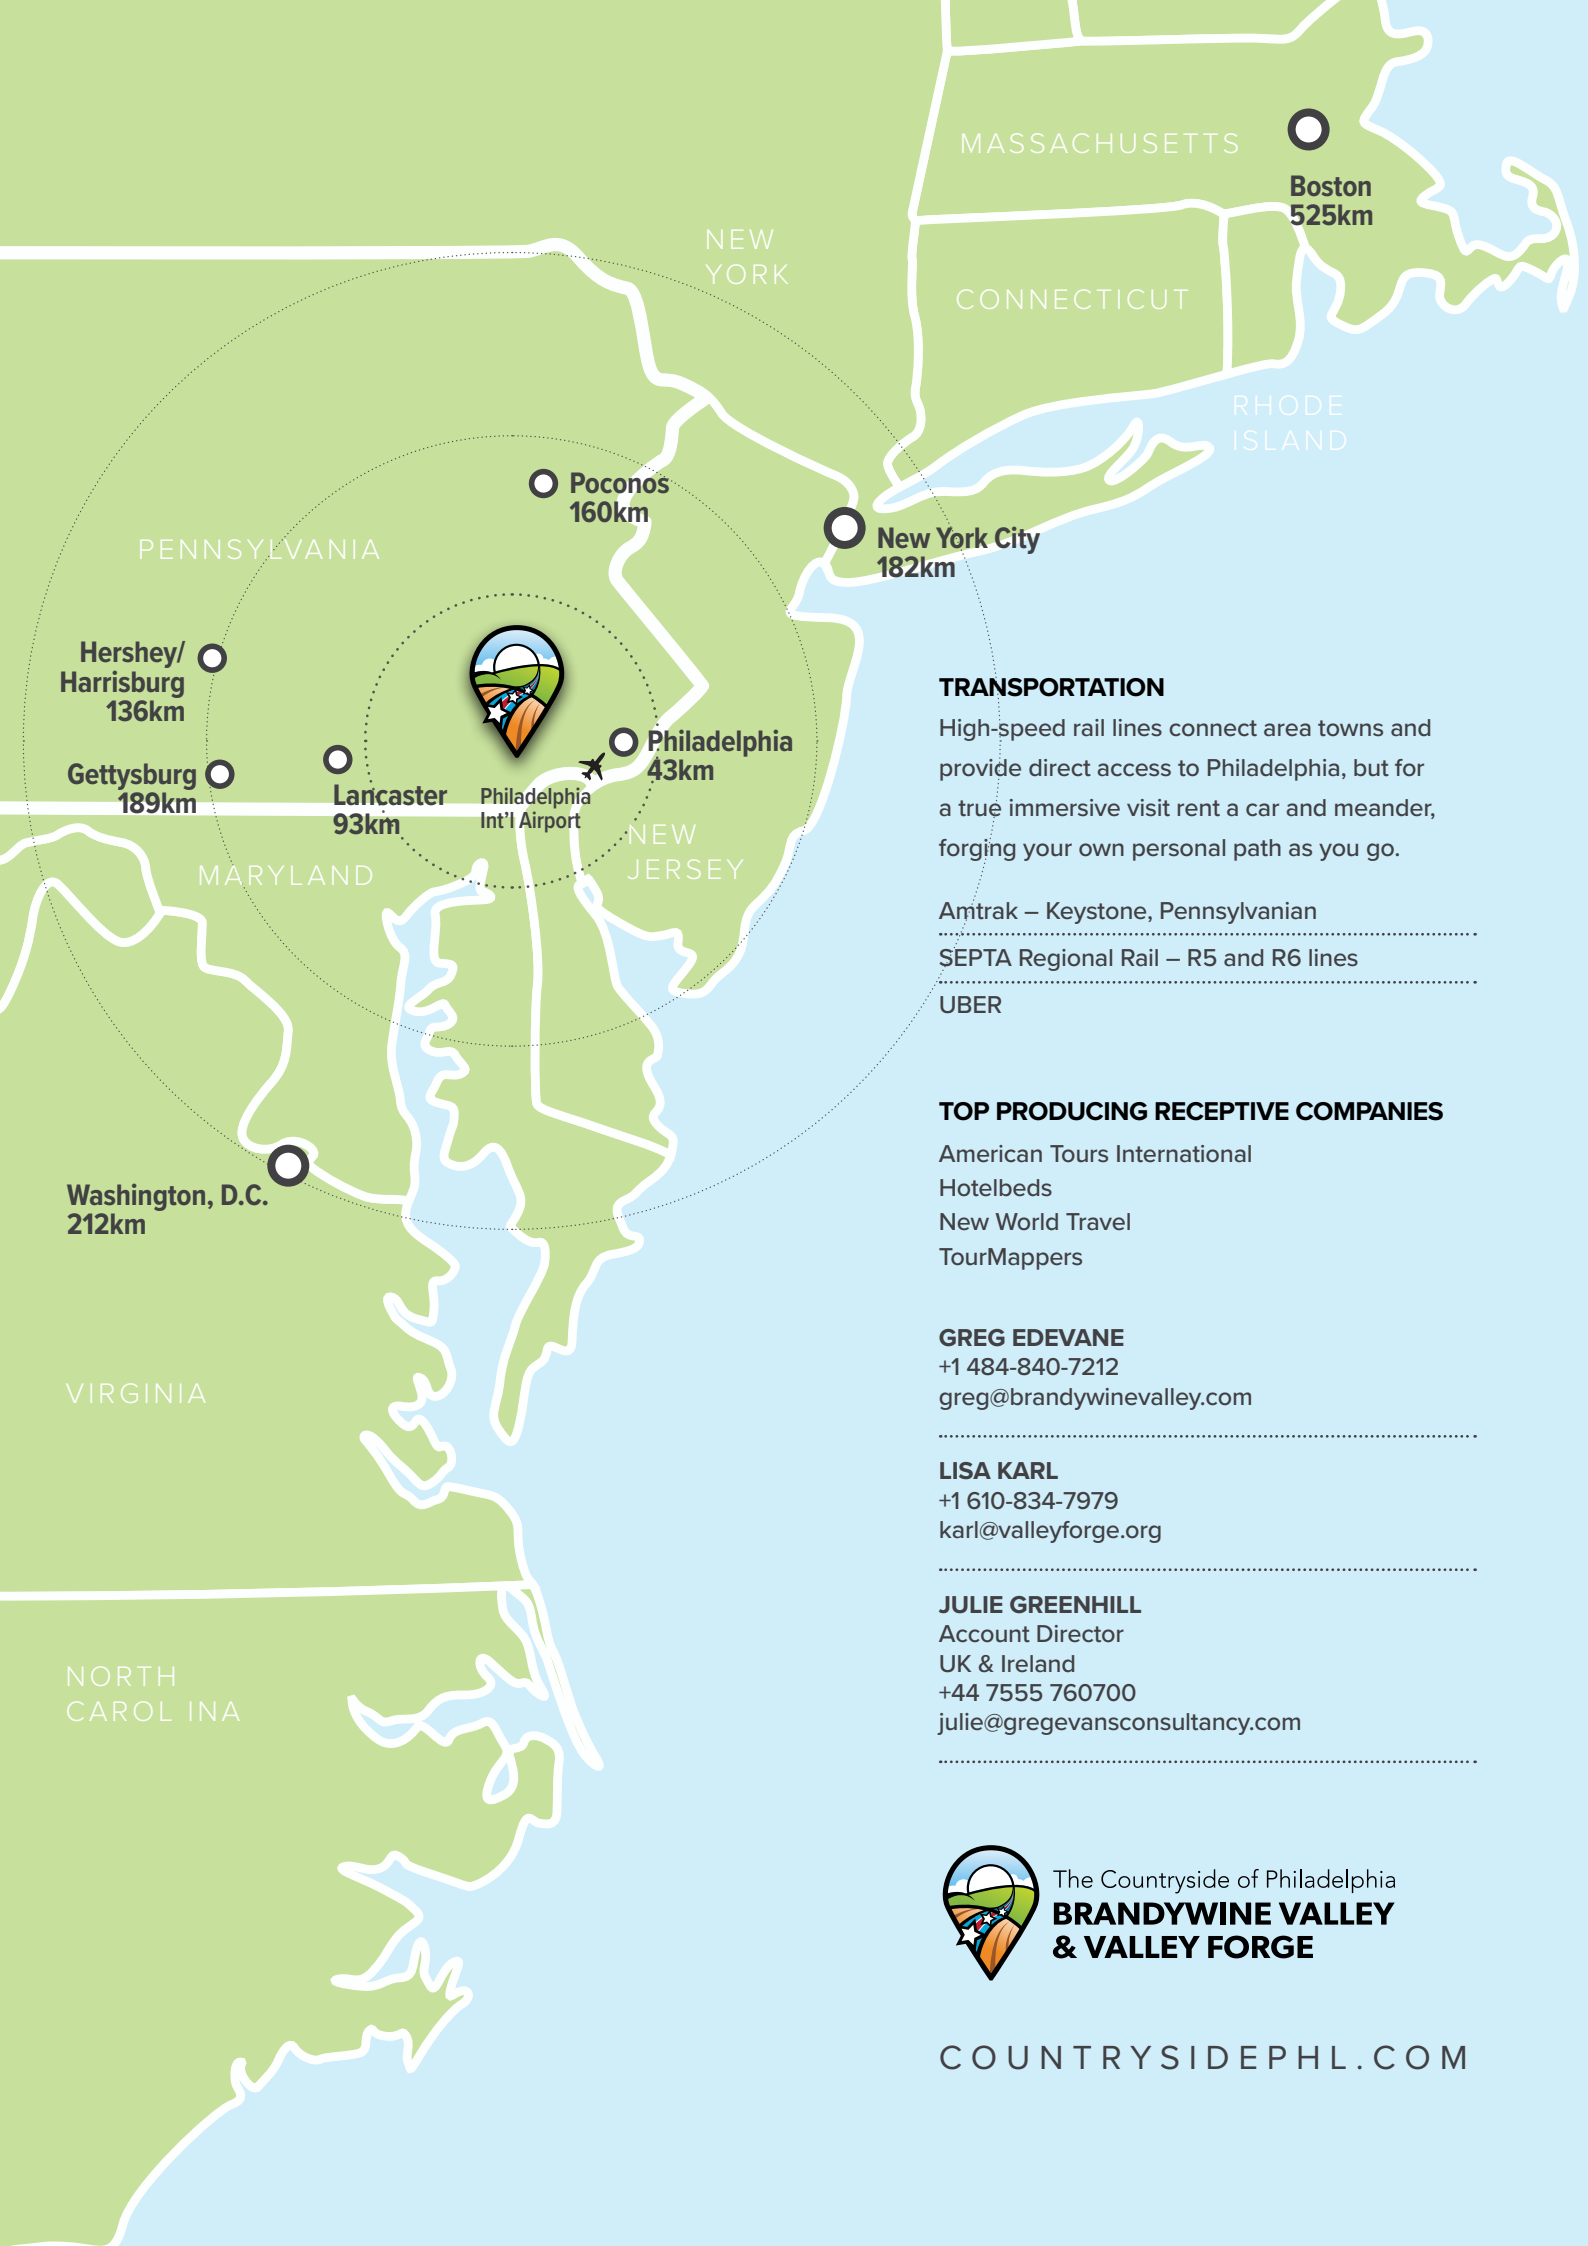 MASSACHUSETTS
Boston
525km
NEW
YORK
CONNECTICUT
RHODE
ISLAND
Poconos
160km
New York City
182km
PENNSYLVANIA
Hershey/
Harrisburg
136km
Gettysburg
189km
Lancaster
93km
Philadelphia
Int'l Airport
Philadelphia
43km
NEW
JERSEY
MARYLAND
Washington, D.C.
212km
VIRGINIA
NORTH
CAROL INA
TRANSPORTATION
High-speed rail lines connect area towns and
provide direct access to Philadelphia, but for
a true immersive visit rent a car and meander,
forging your own personal path as you go.
Amtrak – Keystone, Pennsylvanian
SEPTA Regional Rail – R5 and R6 lines
UBER
TOP PRODUCING RECEPTIVE COMPANIES
American Tours International
Hotelbeds
New World Travel
TourMappers
GREG EDEVANE
+1 484-840-7212
greg@brandywinevalley.com
LISA KARL
+1 610-834-7979
karl@valleyforge.org
JULIE GREENHILL
Account Director
UK & Ireland
+44 7555 760700
julie@gregevansconsultancy.com
The Countryside of Philadelphia
BRANDYWINE VALLEY
& VALLEY FORGE
COUNTRYSIDEPHL.COM